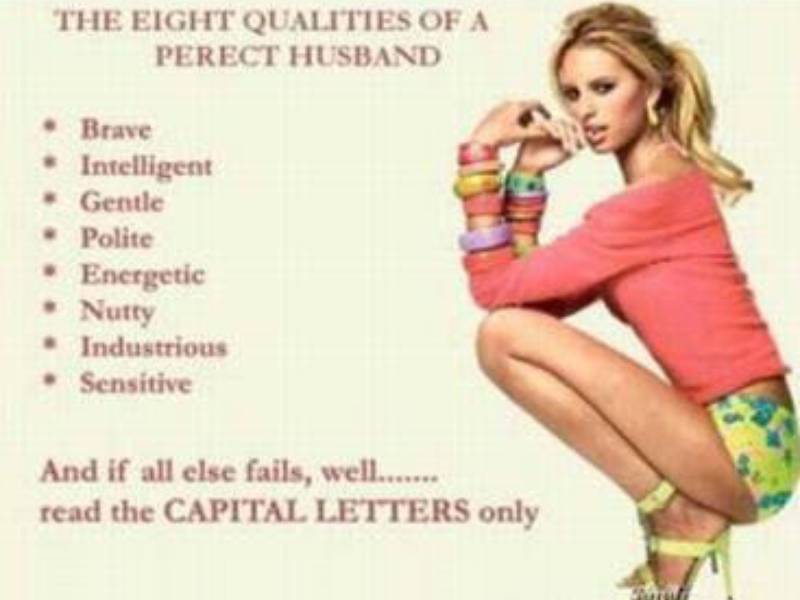 THE EIGHT QUALITIES OF A
PERECT HUSBAND
* Brave
* Intelligent
* Gentle
* Polite
* Energetic
* Nutty
* Industrious
* Sensitive
And if all else fails, well.......
read the CAPITAL LETTERS only